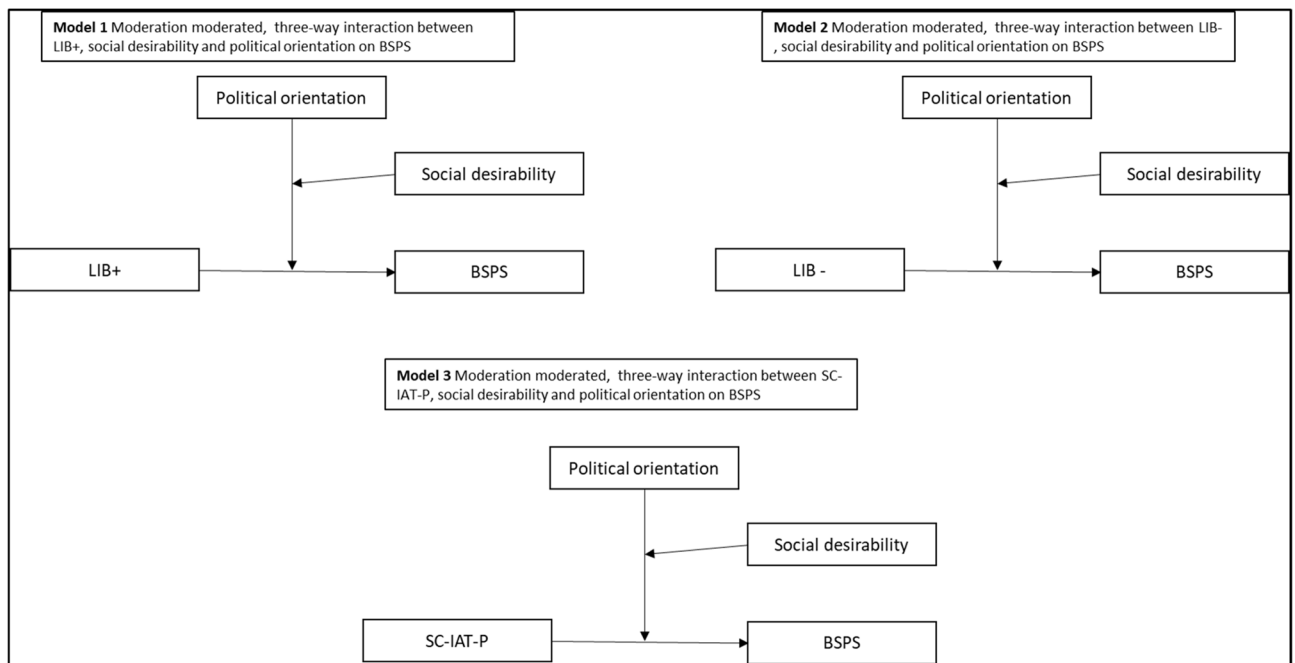 Model 1 Moderation moderated, three-way interaction between
LIB+, social desirability and political orientation on BSPS
Political orientation
Social desirability
LIB+
BSPS
Model 2 Moderation moderated, three-way interaction between LIB-
, social desirability and political orientation on BSPS
Political orientation
Social desirability
LIB -
BSPS
Model 3 Moderation moderated, three-way interaction between SC-
IAT-P, social desirability and political orientation on BSPS
Political orientation
Social desirability
SC-IAT-P
BSPS